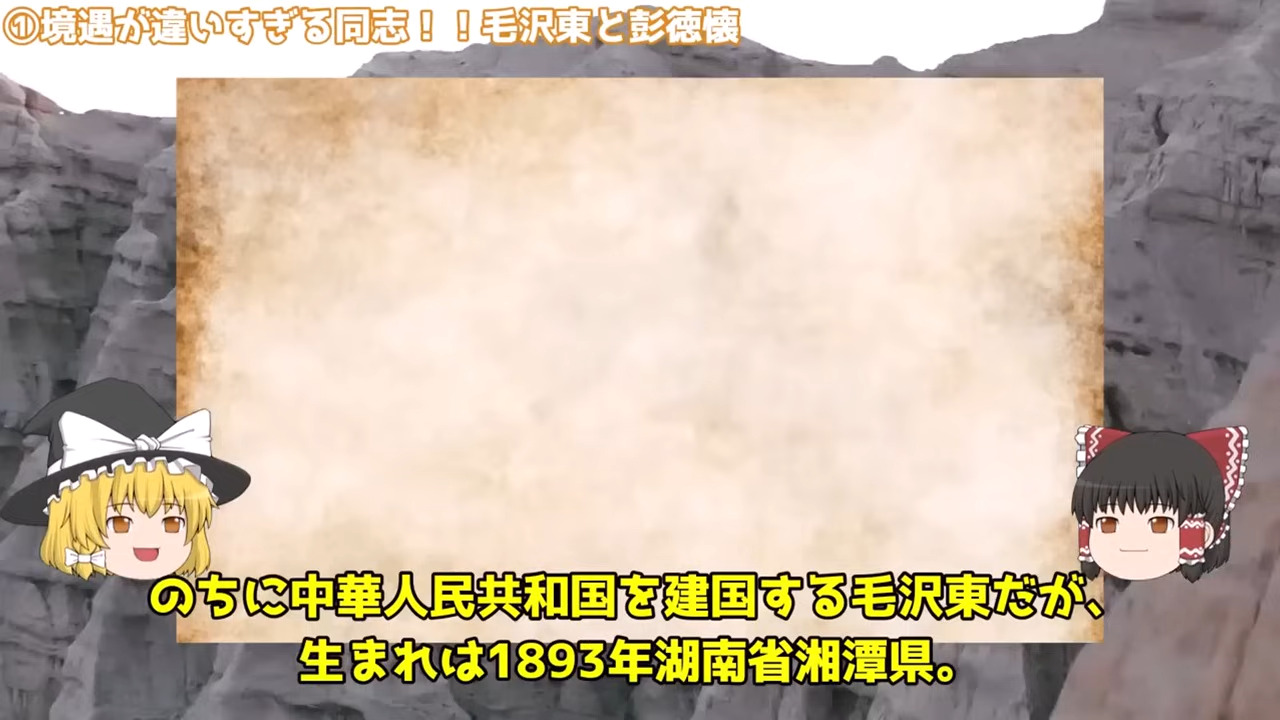 ①境遇が違いすぎる同志！！毛沢東と彭徳懐
のちに中華人民共和国を建国する毛沢東だが、
生まれは1893年湖南省湘潭県。